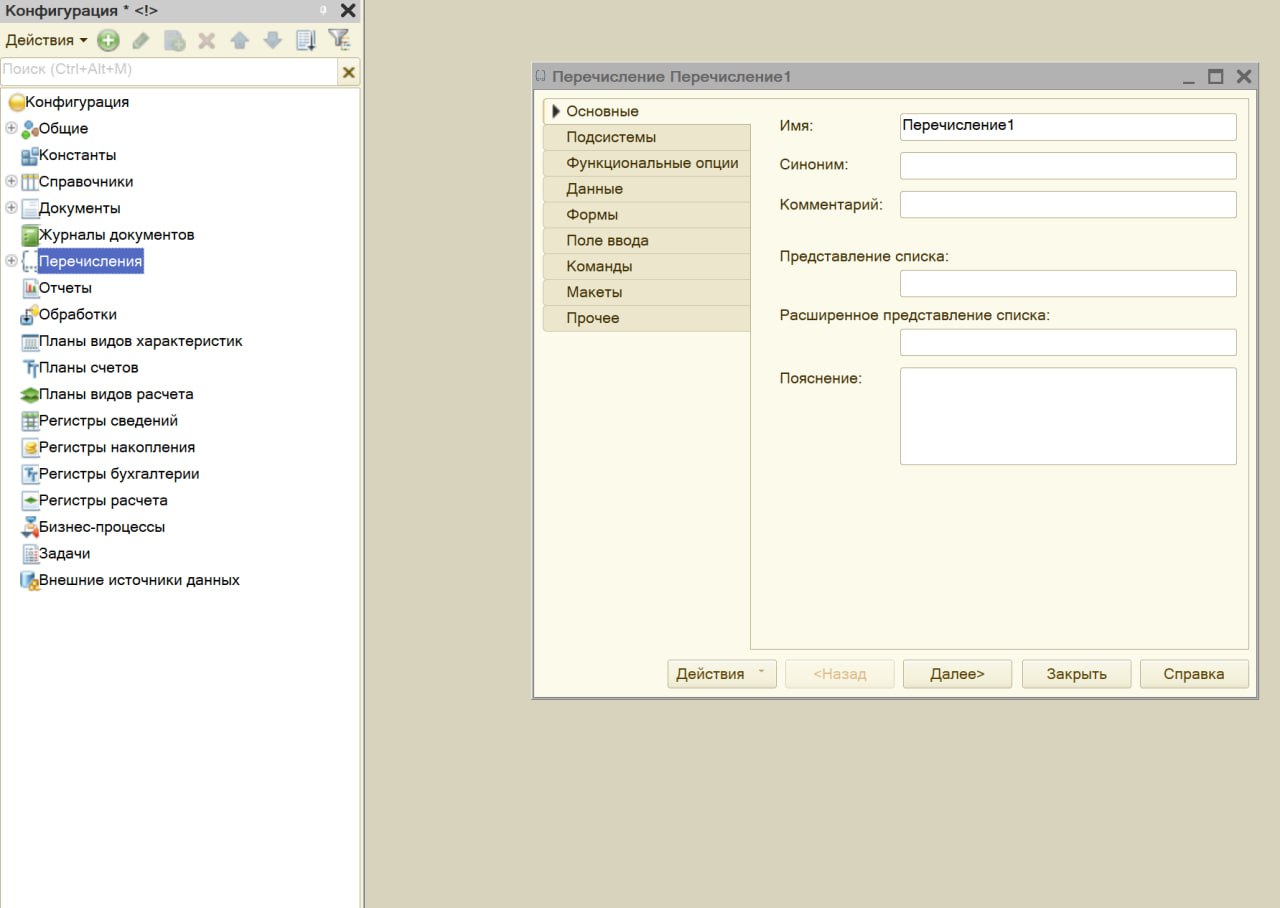 Конфигурация * <!>
Действия
Поиск (Ctrl+Alt+M)
Конфигурация
Общие
Константы
Справочники
Документы
Журналы документов
Перечисления
Отчеты
Обработки
Планы видов характеристик
Планы счетов
Планы видов расчета
Регистры сведений
Регистры накопления
Регистры бухгалтерии
Регистры расчета
Бизнес-процессы
Задачи
Внешние источники данных
Перечисление Перечисление1
Основные
Подсистемы
Функциональные опции
Данные
Формы
Поле ввода
Команды
Макеты
Прочее
Имя: Перечисление1
Синоним:
Комментарий:
Представление списка:
Расширенное представление списка:
Пояснение:
Действия <Назад Далее> Закрыть Справка